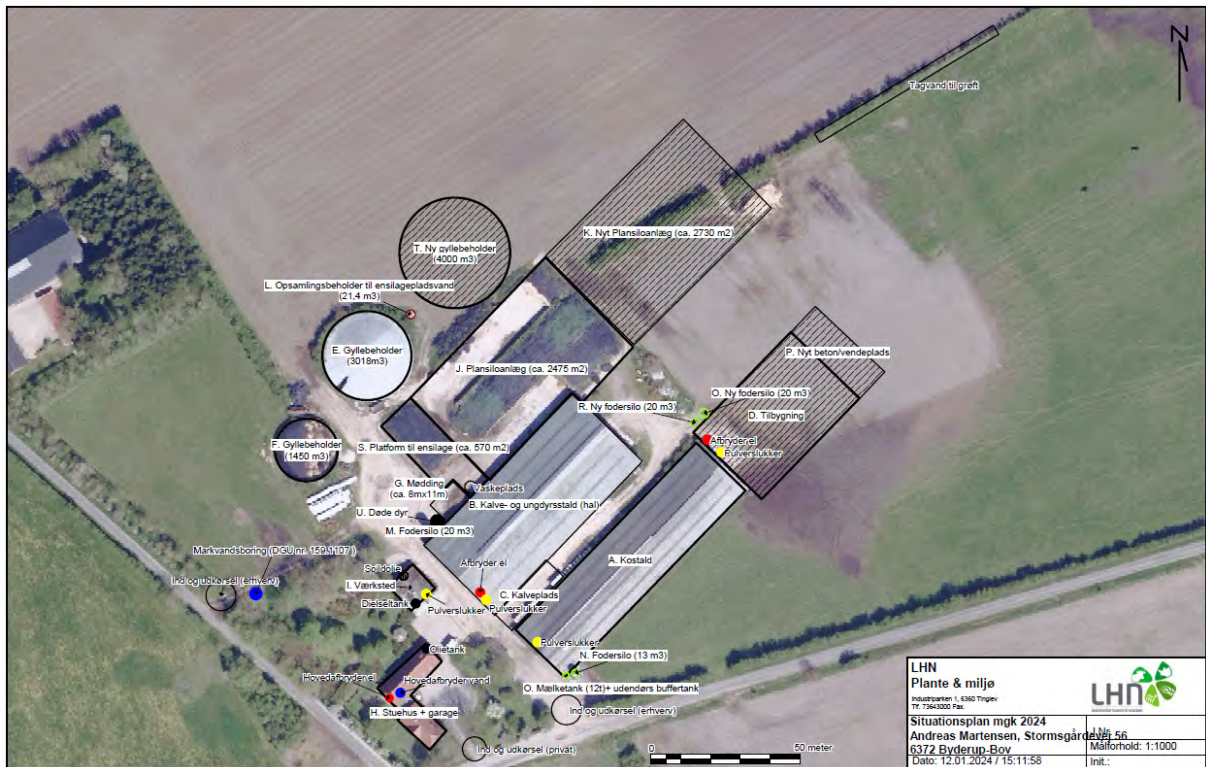 N
Tagvand til grøft
K. Nyt Plansiloanlæg (ca. 2730 m2)
T. Ny gyllebeholder
(4000 m3)
L. Opsamlingsbeholder til ensilagepladsvand
(21,4 m3)
E. Gyllebeholder
(3018m3)
J. Plansiloanlæg (ca. 2475 m2)
P. Nyt beton/vendeplads
O. Ny fodersilo (20 m3)
R. Ny fodersilo (20 m3)
D. Tilbygning
Afbryder el
Pulverslukker
S. Platform til ensilage (ca. 570 m2)
F. Gyllebeholder
(1450 m3)
G. Mødding
(ca. 8mx11m)
Vaskeplads
B. Kalve- og ungdyrsstald (hal)
U. Døde dyr
M. Fodersilo (20 m3)
A. Kostald
Markvandsboring (DGU nr. 159.1107 )
Ind og udkørsel (erhverv)
Spildolie
I. Værksted
Dielseltank
Pulverslukker
Afbryder el
C. Kalveplads
Pulverslukker
Pulverslukker
N. Fodersilo (13 m3)
O. Mælketank (12t)+ udendørs buffertank
Ind og udkørsel (erhverv)
Olietank
Hovedafbryder el
Hovedafbryder vand
H. Stuehus + garage
Ind og udkørsel (privat)
0 50 meter
LHN
Plante & miljø
Industriparken 1, 6360 Tinglev
Tlf. 73643000 Fax.
LHN
Situationsplan mgk 2024
Andreas Martensen, Stormsgårdevej 56
6372 Byderup-Bov
Dato: 12.01.2024 / 15:11:58
Målforhold: 1:1000
Init.: